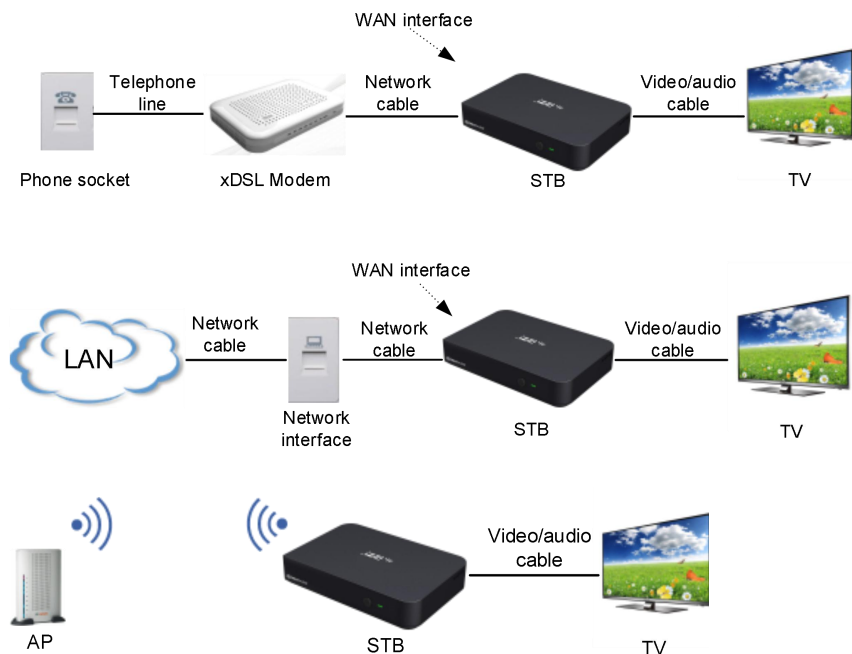 WAN interface
Telephone
line
Network
cable
Video/audio
cable
Phone socket
xDSL Modem
STB
TV
WAN interface
LAN
Network
cable
Network
cable
Video/audio
cable
Network
interface
STB
TV
Video/audio
cable
AP
STB
TV